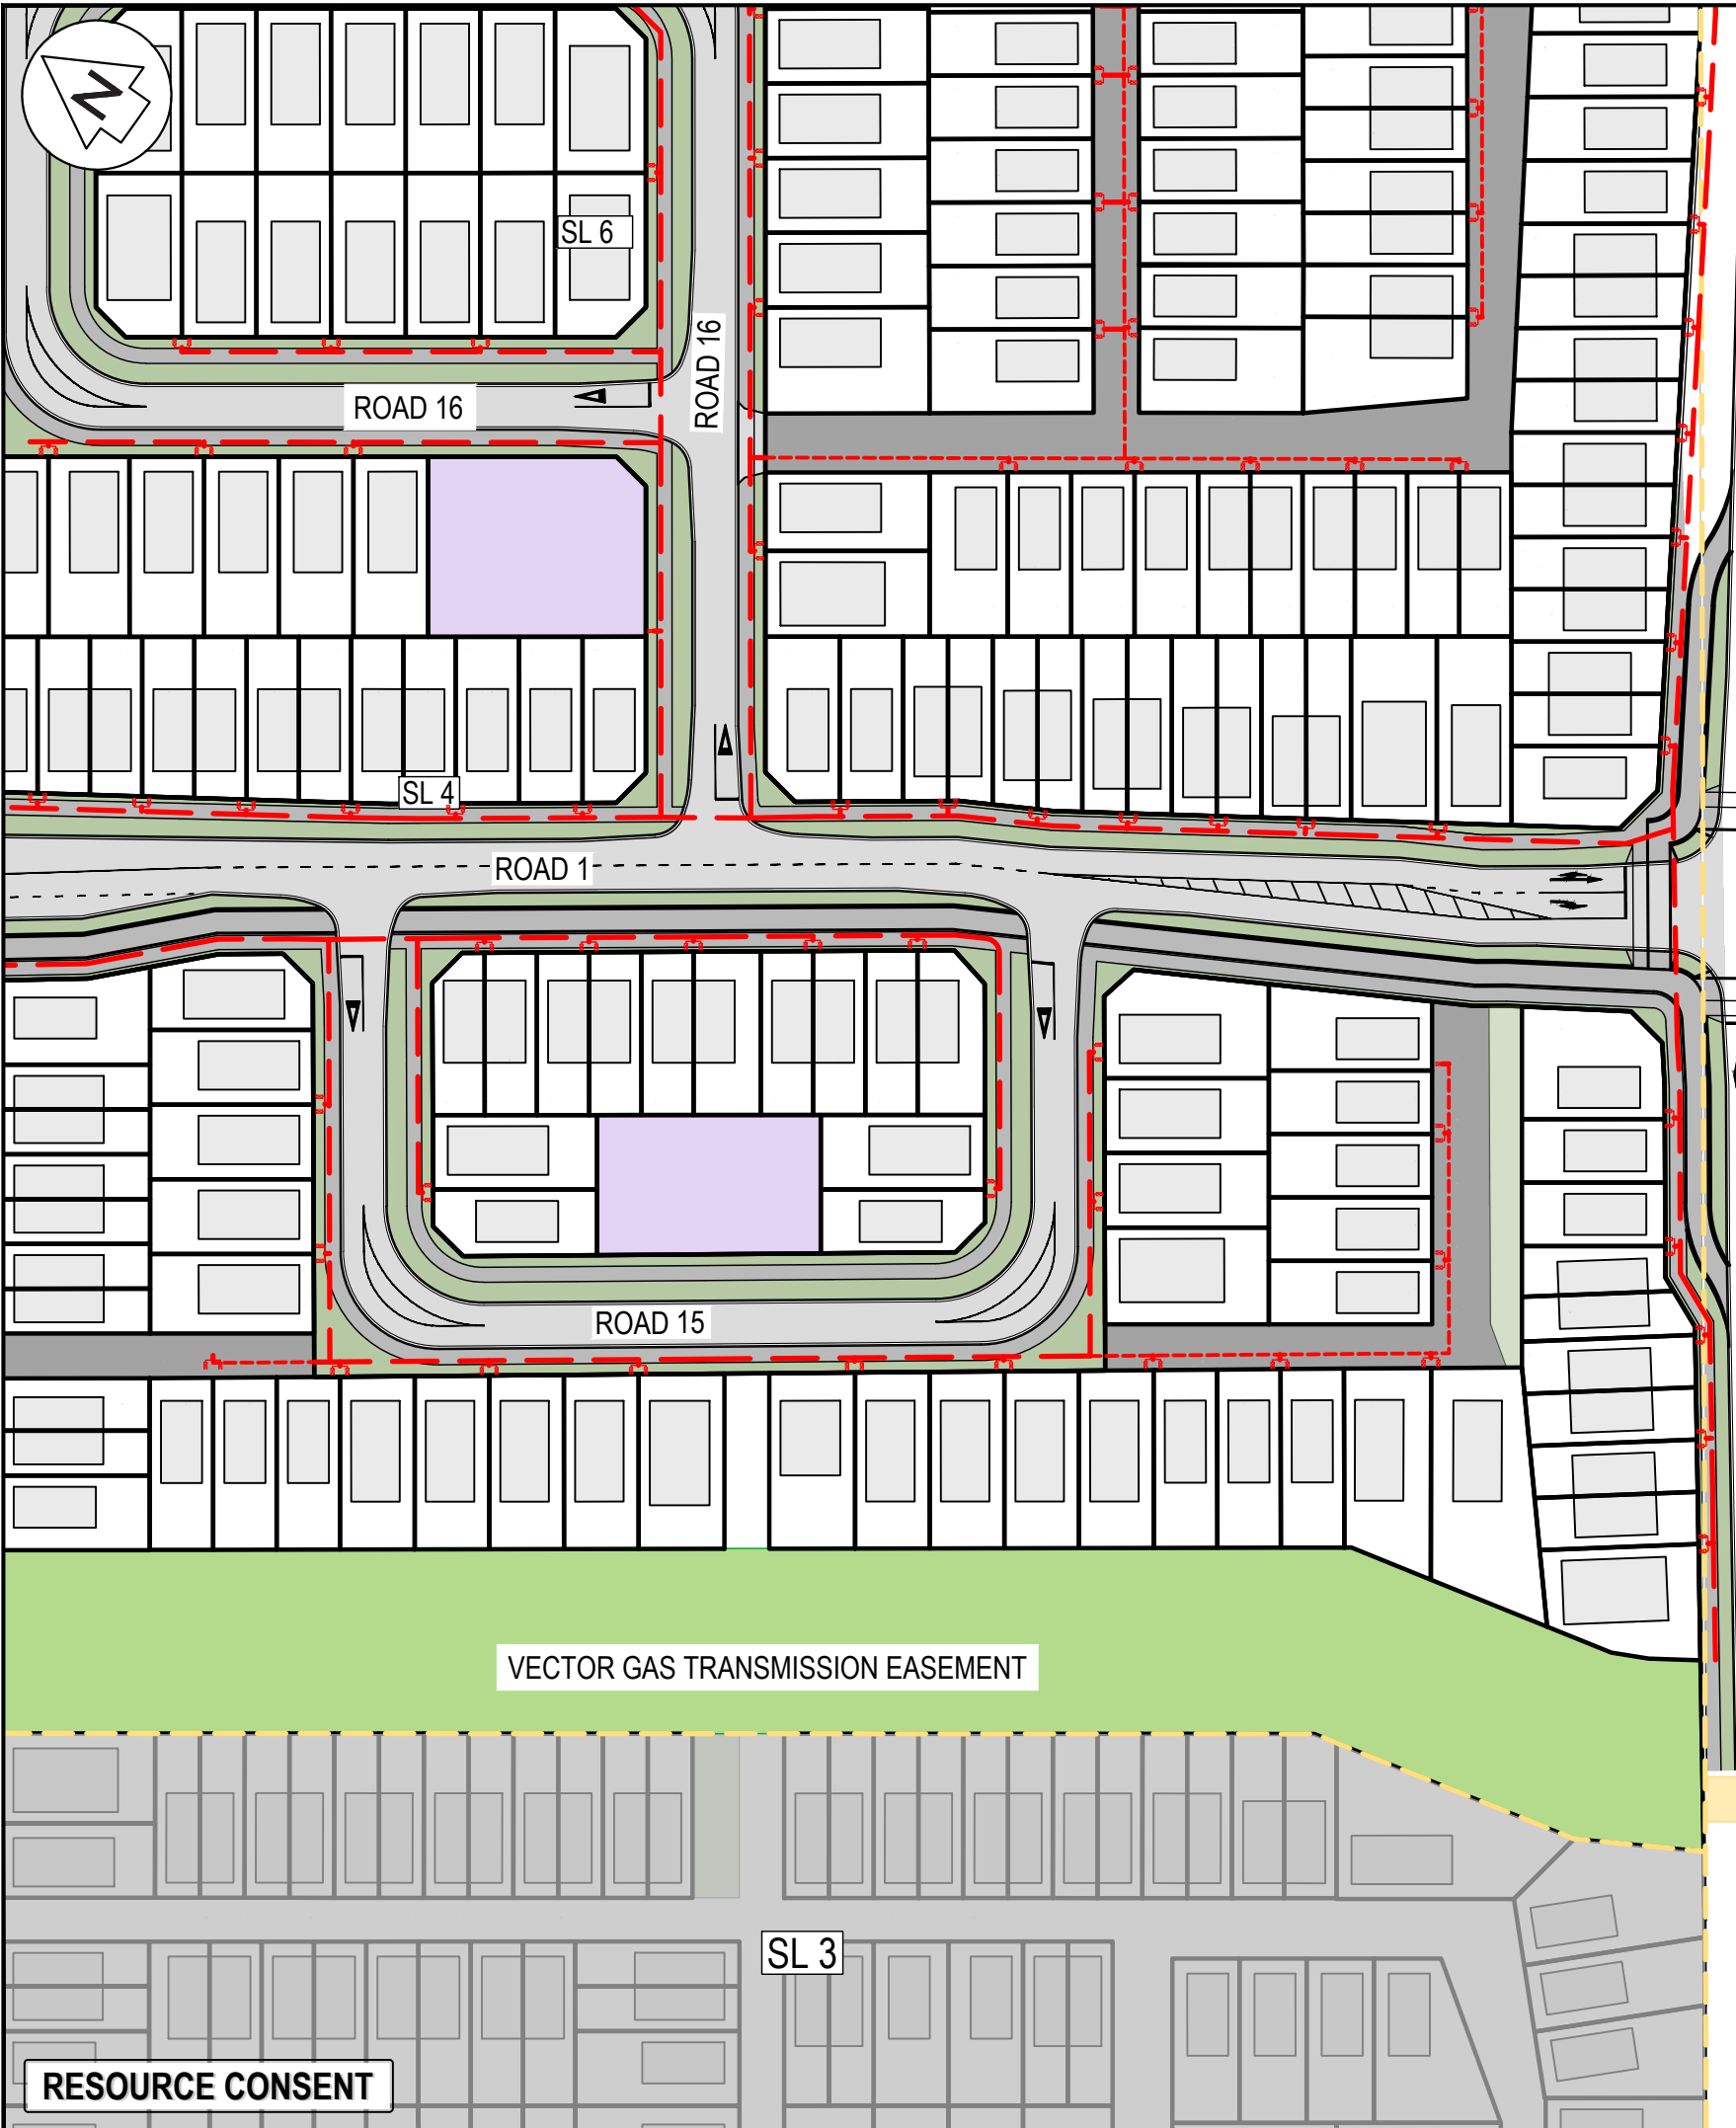 N
SL 6
ROAD 16
ROAD 16
SL 4
ROAD 1
ROAD 15
VECTOR GAS TRANSMISSION EASEMENT
SL 3
RESOURCE CONSENT